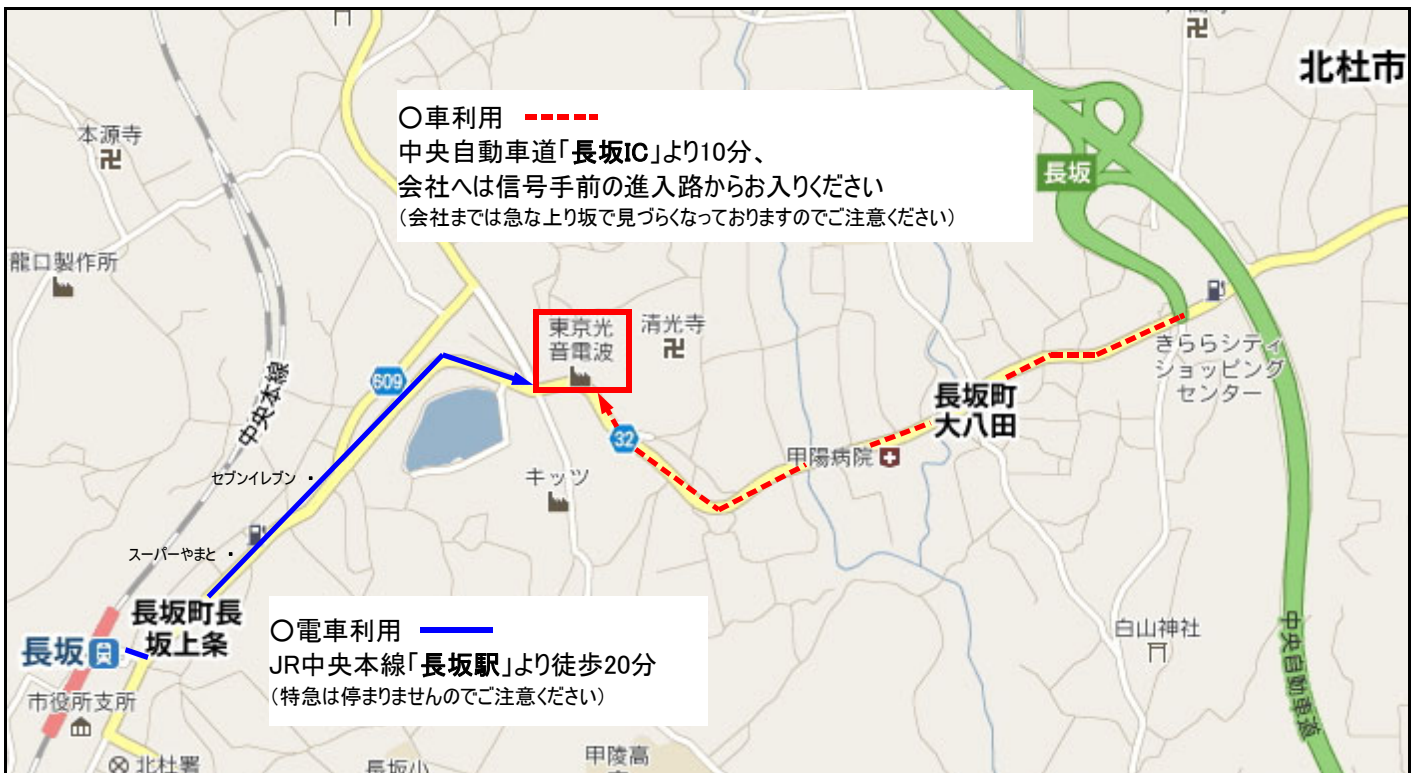 北杜市
〇車利用
中央自動車道「長坂IC」より10分、
会社へは信号手前の進入路からお入りください
（会社までは急な上り坂で見づらくなっておりますのでご注意ください）
本源寺
長坂
龍口製作所
東京光
音電波
清光寺
中央本線
609
きららシティ
ショッピング
センター
長坂町
大八田
32
甲陽病院
キッツ
セブンイレブン ・
スーパーやまと ・
長坂町長
坂上条
長坂
〇電車利用
JR中央本線「長坂駅」より徒歩20分
（特急は停まりませんのでご注意ください）
白山神社
中央自動車道
市役所支所
北杜署
長坂小
甲陵高